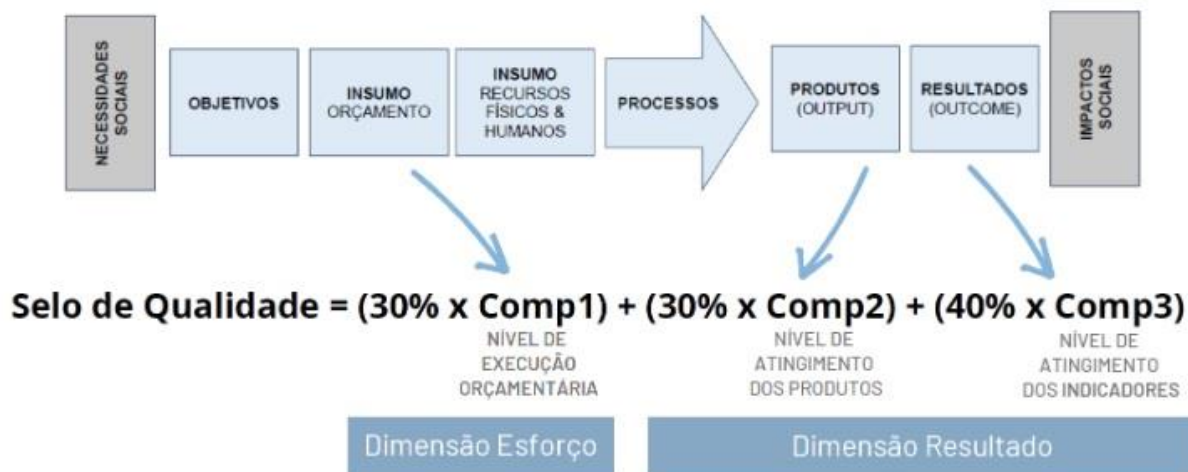 NECESSIDADES
SOCIAIS
OBJETIVOS
INSUMO
ORÇAMENTO
INSUMO
RECURSOS
FÍSICOS &
HUMANOS
PROCESSOS
PRODUTOS
(OUTPUT)
RESULTADOS
(OUTCOME)
IMPACTOS
SOCIAIS
Selo de Qualidade = (30% x Comp1) + (30% x Comp2) + (40% x Comp3)
NÍVEL DE
EXECUÇÃO
ORÇAMENTÁRIA
NÍVEL DE
ATINGIMENTO
DOS PRODUTOS
NÍVEL DE
ATINGIMENTO
DOS INDICADORES
Dimensão Esforço
Dimensão Resultado